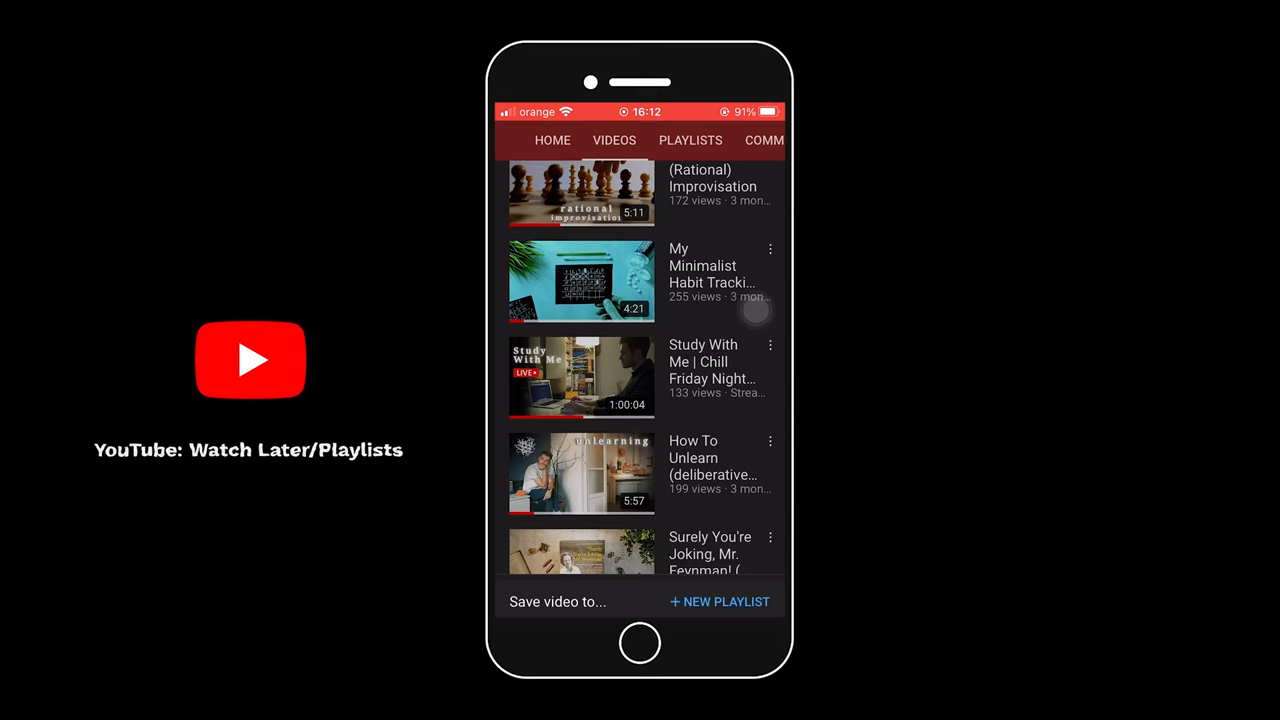 orange
16:12
91%
HOME
VIDEOS
PLAYLISTS
COMM
(Rational)
Improvisation
172 views · 3 mon...
rational
improvisation
5:11
My
Minimalist
Habit Tracki...
255 views · 3 mon...
4:21
Study With
Me | Chill
Friday Night...
133 views · Strea...
Study
With Me
LIVE
1:00:04
How To
Unlearn
(deliberative...
199 views · 3 mon...
unlearning
5:57
Surely You're
Joking, Mr.
Feynman! (
Save video to...
+ NEW PLAYLIST
YouTube: Watch Later/Playlists